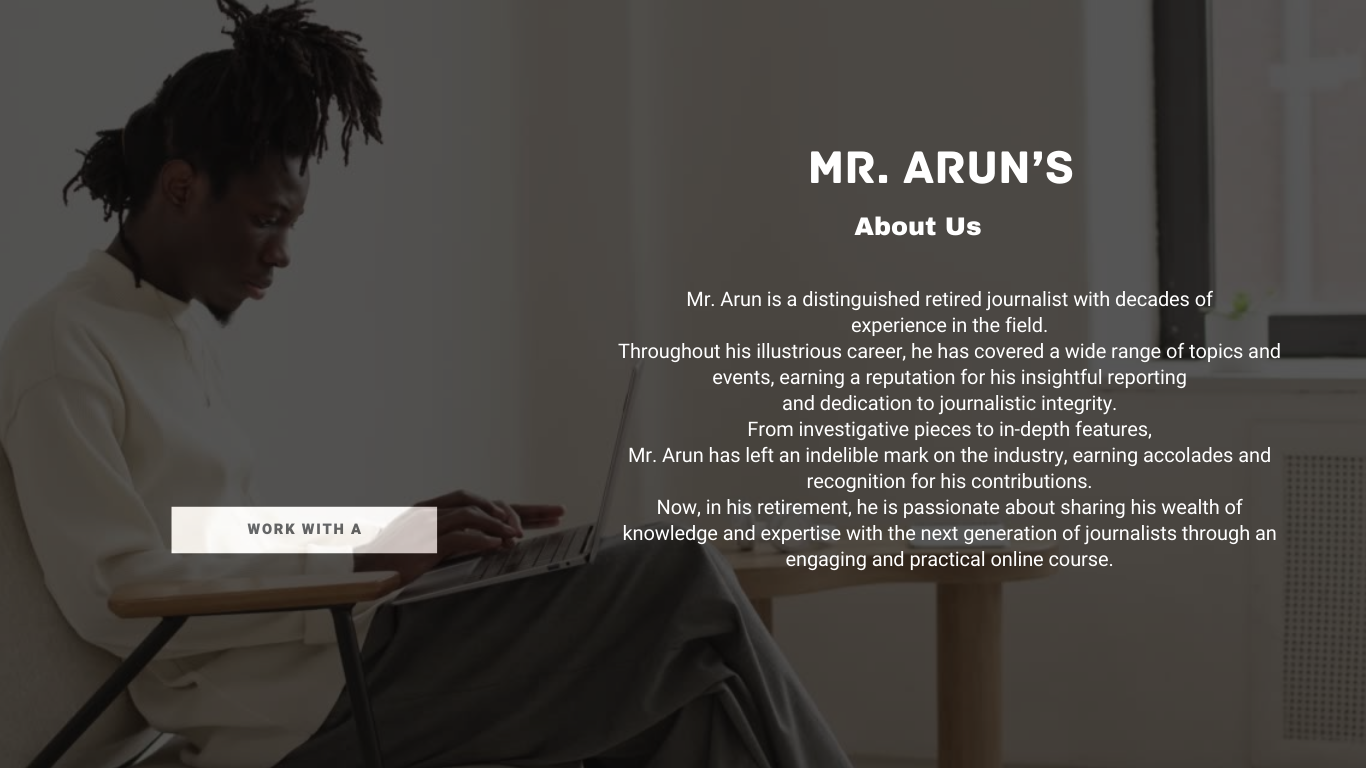 MR. ARUN’S
About Us
Mr. Arun is a distinguished retired journalist with decades of
experience in the field.
Throughout his illustrious career, he has covered a wide range of topics and
events, earning a reputation for his insightful reporting
and dedication to journalistic integrity.
From investigative pieces to in-depth features,
Mr. Arun has left an indelible mark on the industry, earning accolades and
recognition for his contributions.
Now, in his retirement, he is passionate about sharing his wealth of
knowledge and expertise with the next generation of journalists through an
engaging and practical online course.
WORK WITH A